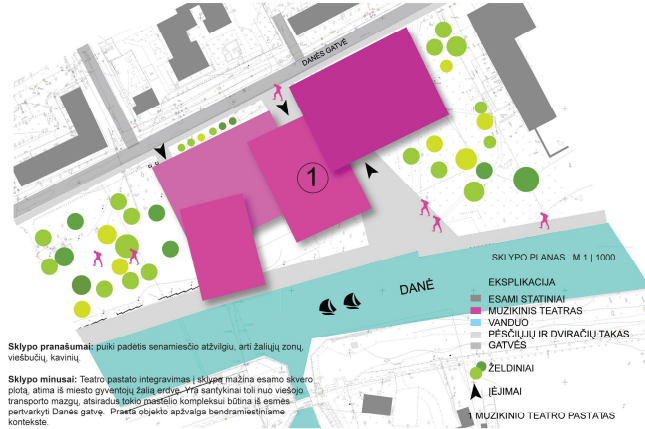 DANĖS GATVĖ
1
SKLYPO PLANAS M 1 | 1000
DANĖ
EKSPLIKACIJA
ESAMI STATINIAI
MUZIKINIS TEATRAS
VANDUO
PĖSČIŲJŲ IR DVIRAČIŲ TAKAS
GATVĖS
ŽELDINIAI
ĮĖJIMAI
1 MUZIKINIO TEATRO PASTATAS
Sklypo pranašumai: puiki padėtis senamiesčio atžvilgiu, arti žaliųjų zonų,
viešbučių, kavinių.
Sklypo minusai: Teatro pastato integravimas į sklypą mažina esamo skvero
plotą, atima iš miesto gyventojų žalią erdvę. Yra santykinai toli nuo viešojo
transporto mazgų, atsiradus tokio mastelio kompleksui būtina iš esmės
pertvarkyti Danės gatvę. Prasta objekto apžvalga bendramiestiniame
kontekste.